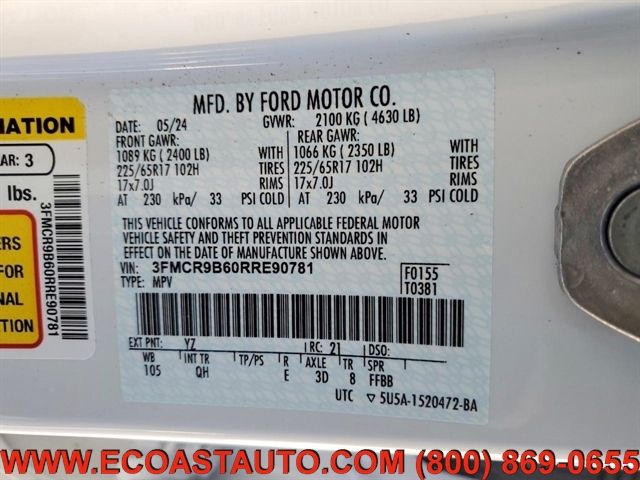 MFD. BY FORD MOTOR CO.
DATE: 05/24 GVWR: 2100 KG ( 4630 LB)
FRONT GAWR: REAR GAWR:
1089 KG ( 2400 LB) WITH 1066 KG ( 2350 LB) WITH
225/65R17 102H TIRES 225/65R17 102H TIRES
17x7.0J RIMS 17x7.0J RIMS
AT 230 kPa/ 33 PSI COLD AT 230 kPa/ 33 PSI COLD
THIS VEHICLE CONFORMS TO ALL APPLICABLE FEDERAL MOTOR
VEHICLE SAFETY AND THEFT PREVENTION STANDARDS IN
EFFECT ON THE DATE OF MANUFACTURE SHOWN ABOVE.
VIN: 3FMCR9B60RRE90781 F0155
TYPE: MPV T0381
EXT PNT: YZ RC: 21 DSO:
WB INT TR TP/PS R AXLE TR SPR
105 QH E 3D 8 FFBB
UTC ▽ 5U5A-1520472-BA
MATION
AR: 3
lbs.
ERS
FOR
NAL
ION
3FMCR9B60RRE90781
WWW.ECOASTAUTO.COM (800) 869-0655